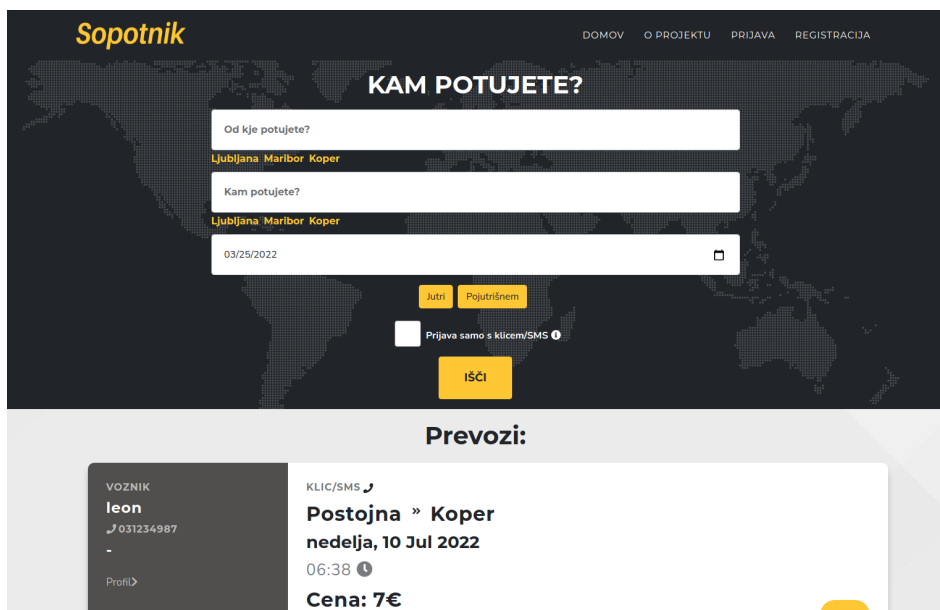 Sopotnik
DOMOV O PROJEKTU PRIJAVA REGISTRACIJA
KAM POTUJETE?
Od kje potujete?
Ljubljana Maribor Koper
Kam potujete?
Ljubljana Maribor Koper
03/25/2022
Jutri Pojutrišnem
Prijava samo s klicem/SMS
IŠČI
Prevozi:
VOZNIK
leon
031234987
-
Profil
KLIC/SMS
Postojna » Koper
nedelja, 10 Jul 2022
06:38
Cena: 7€